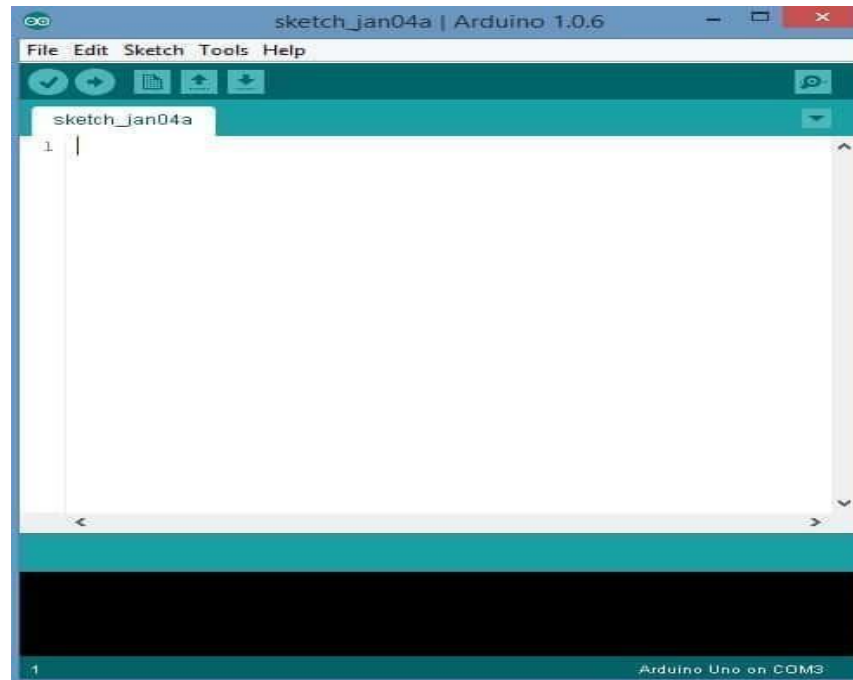 sketch_jan04a | Arduino 1.0.6
File Edit Sketch Tools Help
sketch_jan04a
1
1
Arduino Uno on COM3